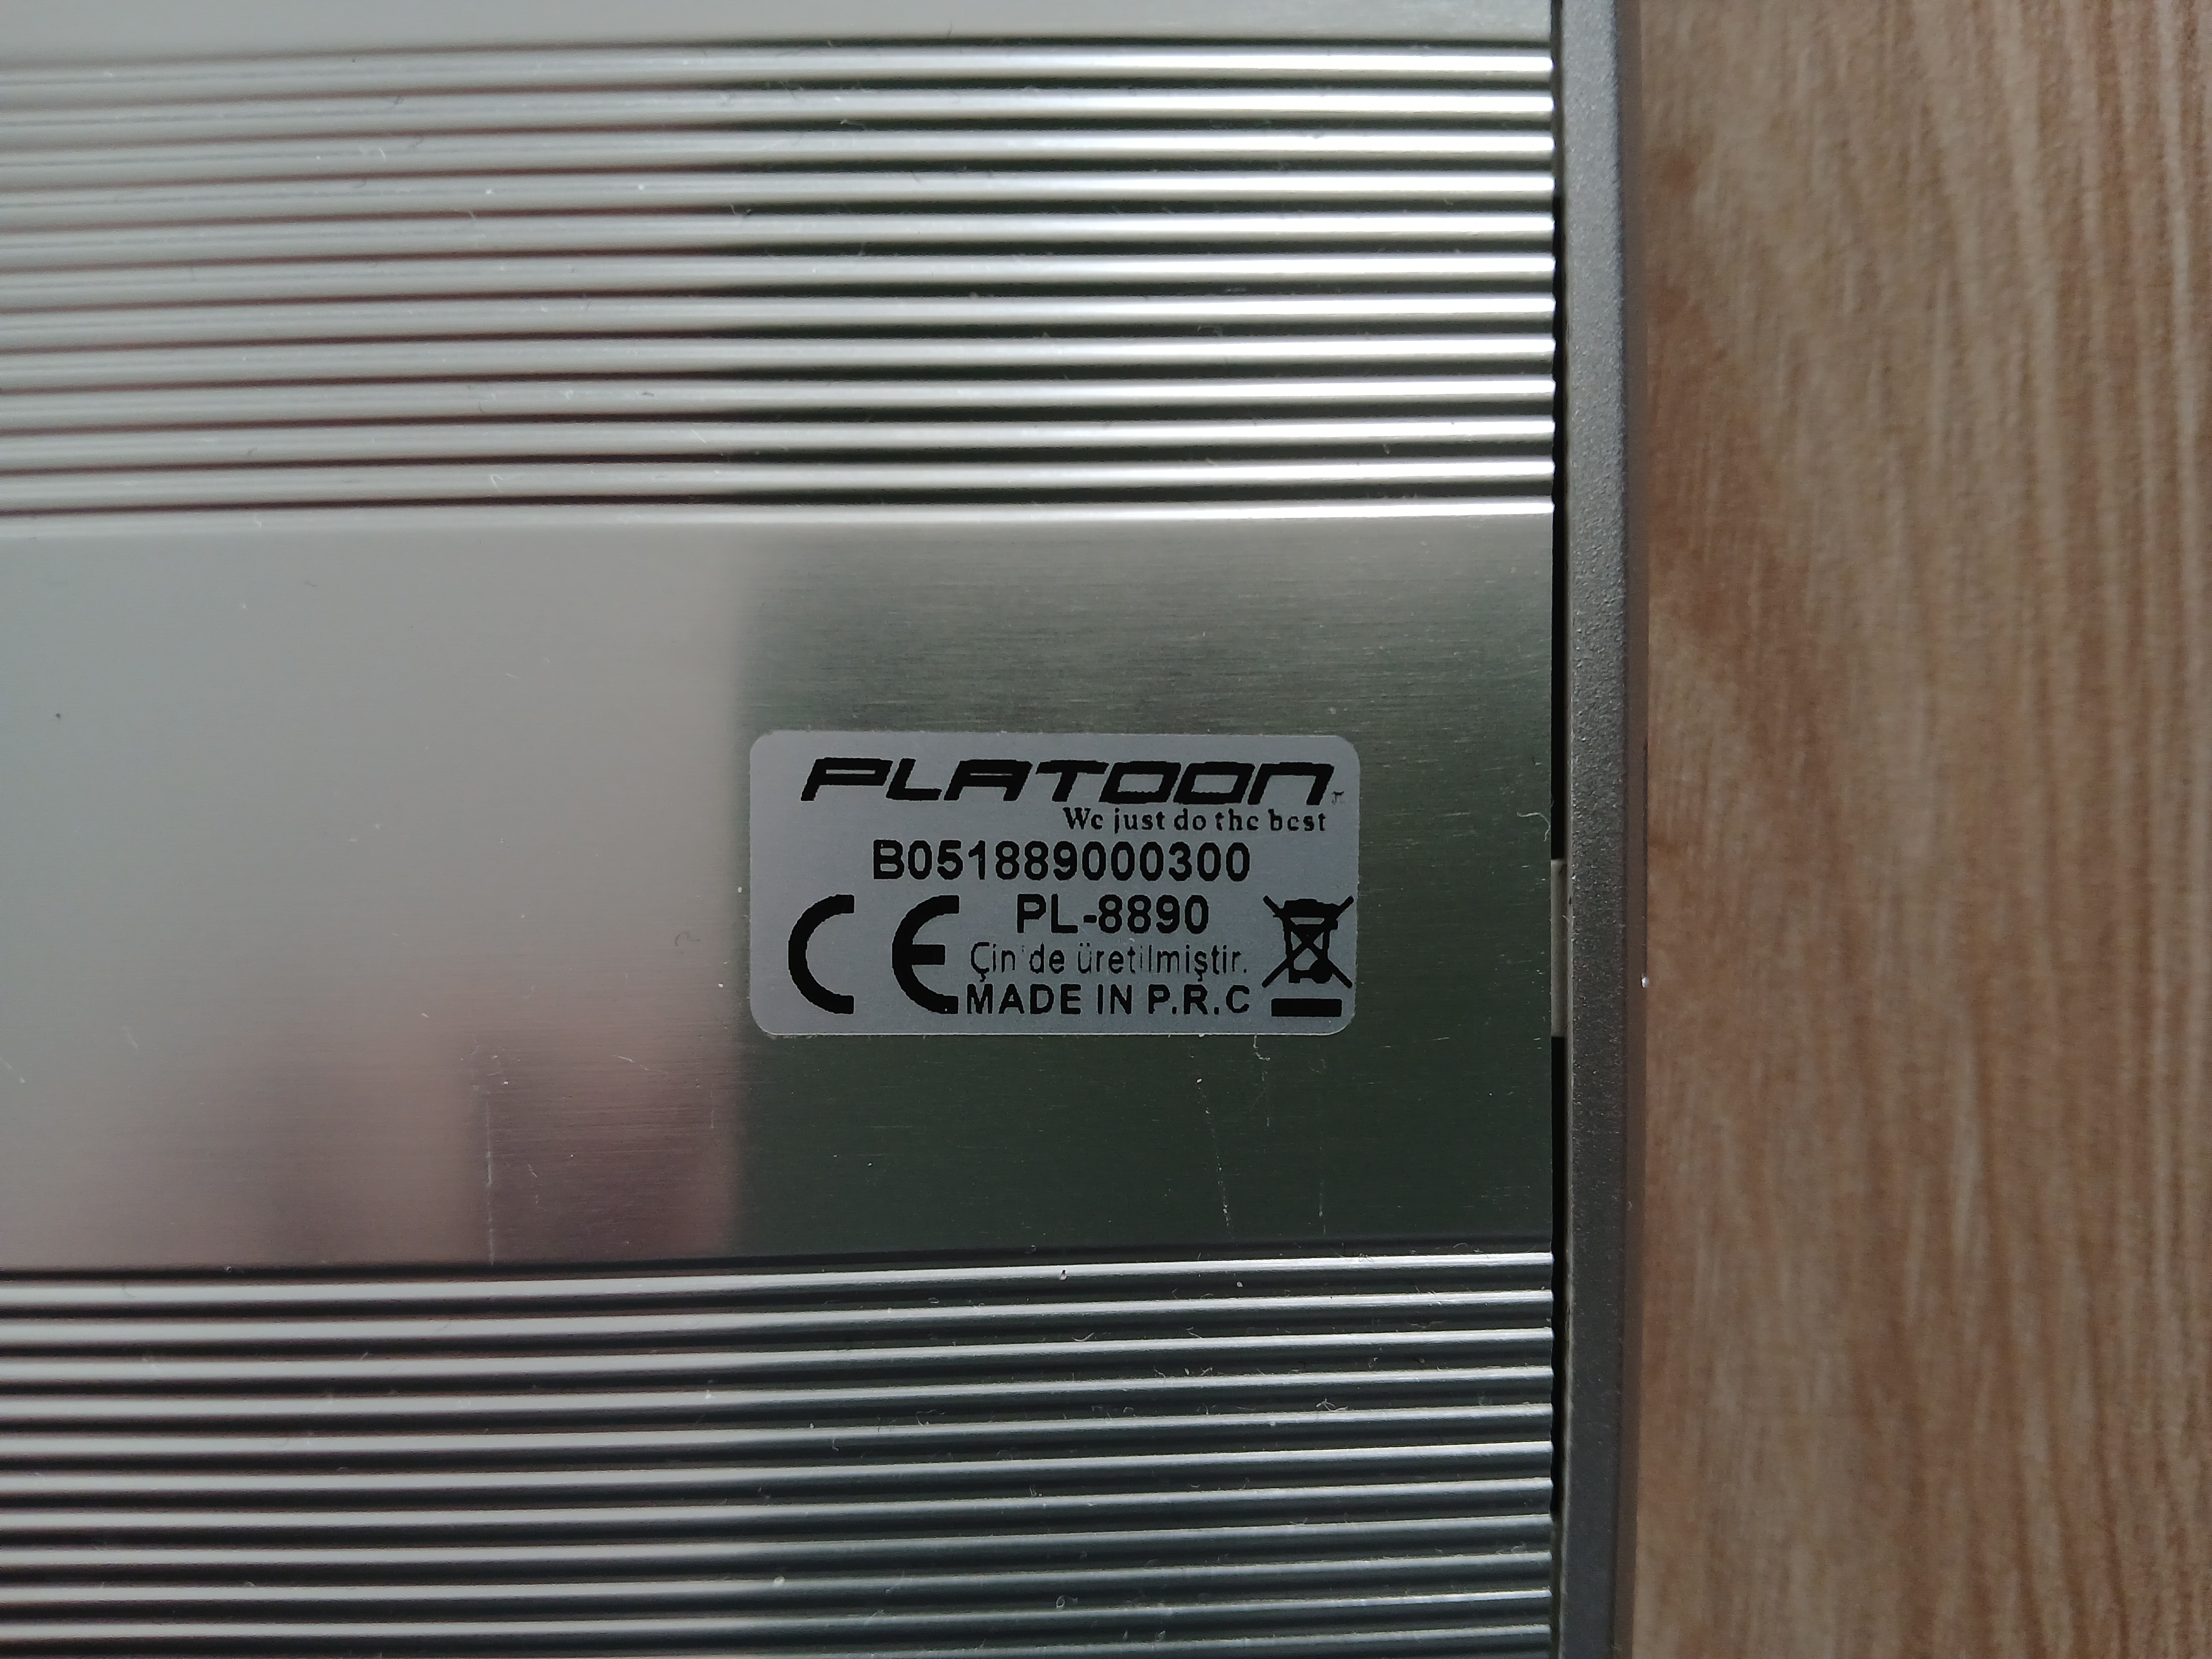 PLATOON
We just do the best
B051889000300
PL-8890
CE
Çin'de üretilmiştir.
MADE IN P.R.C